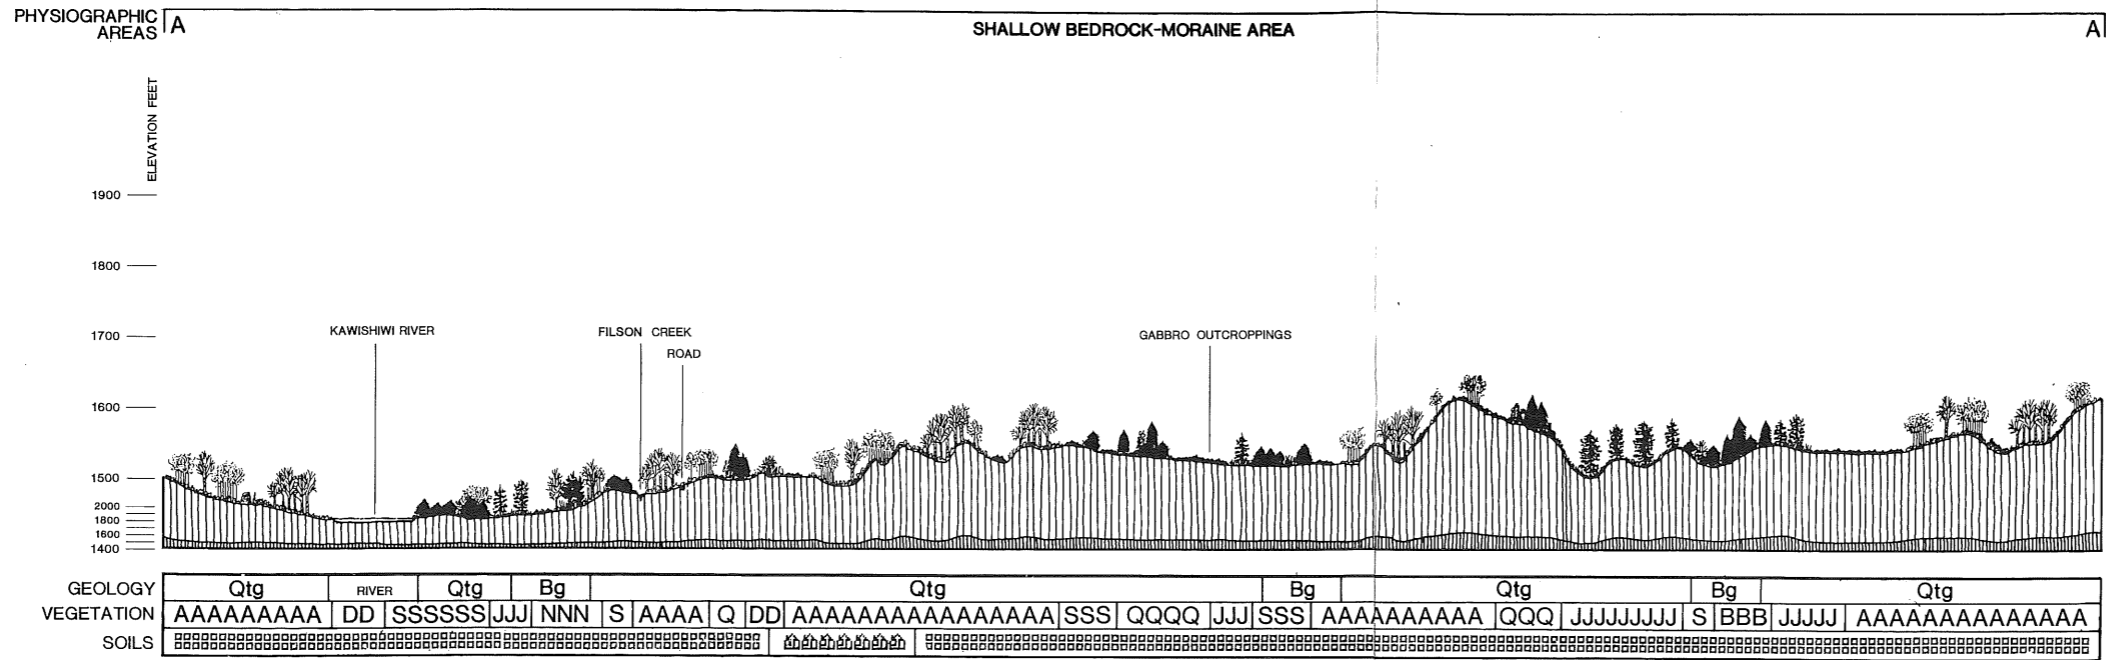 PHYSIOGRAPHIC
AREAS
A
SHALLOW BEDROCK-MORAINE AREA
A
ELEVATION FEET
1900
1800
1700
KAWISHIWI RIVER
FILSON CREEK
GABBRO OUTCROPPINGS
ROAD
1600
1500
2000
1800
1600
1400
GEOLOGY Qtg RIVER Qtg Bg Qtg Bg Qtg Bg Qtg
VEGETATION AAAAAAAAA DD SSSSSS JJJ NNN S AAAA Q DD AAAAAAAAAAAAAAAA SSS QQQQ JJJ SSS AAAAAAAAAA QQQ JJJJJJJJJ S BBB JJJJJ AAAAAAAAAAAAAA
SOILS